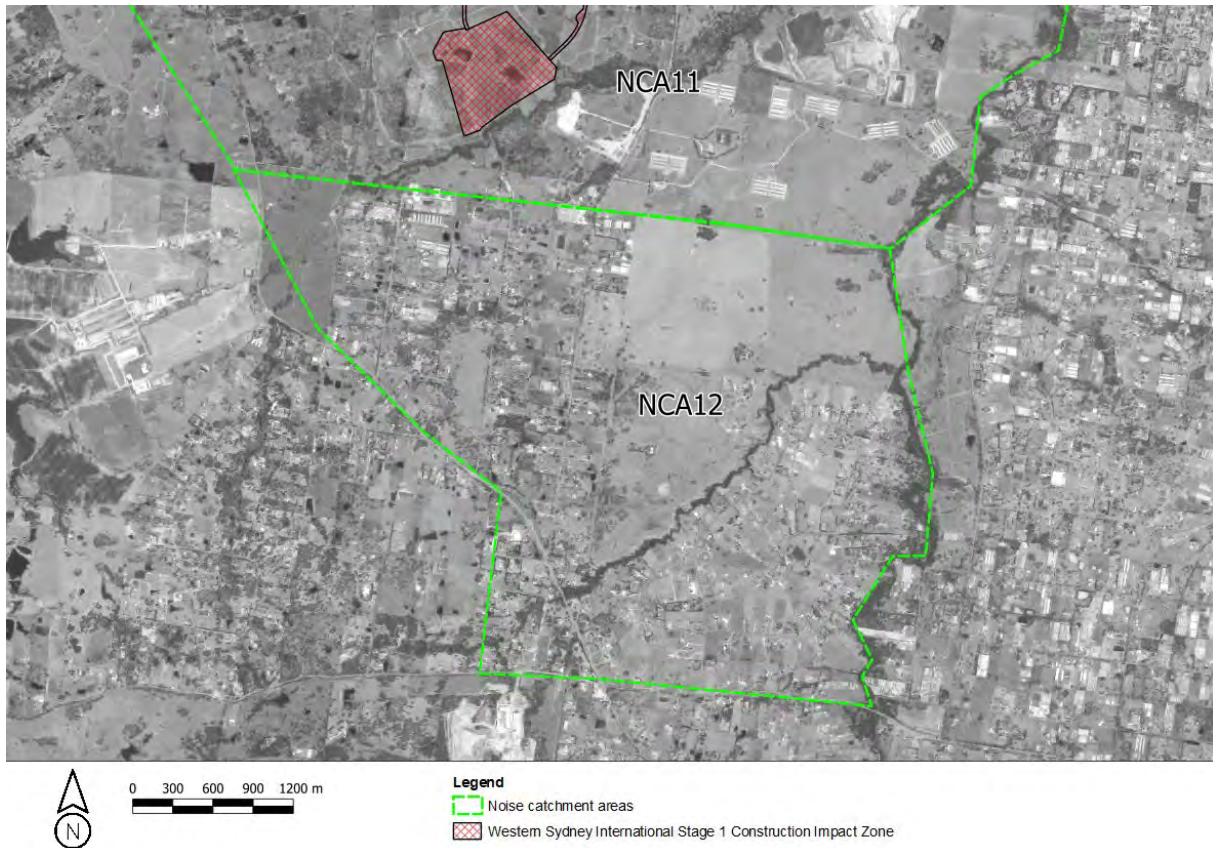 NCA11
NCA12
N
0 300 600 900 1200 m
Legend
Noise catchment areas
Western Sydney International Stage 1 Construction Impact Zone